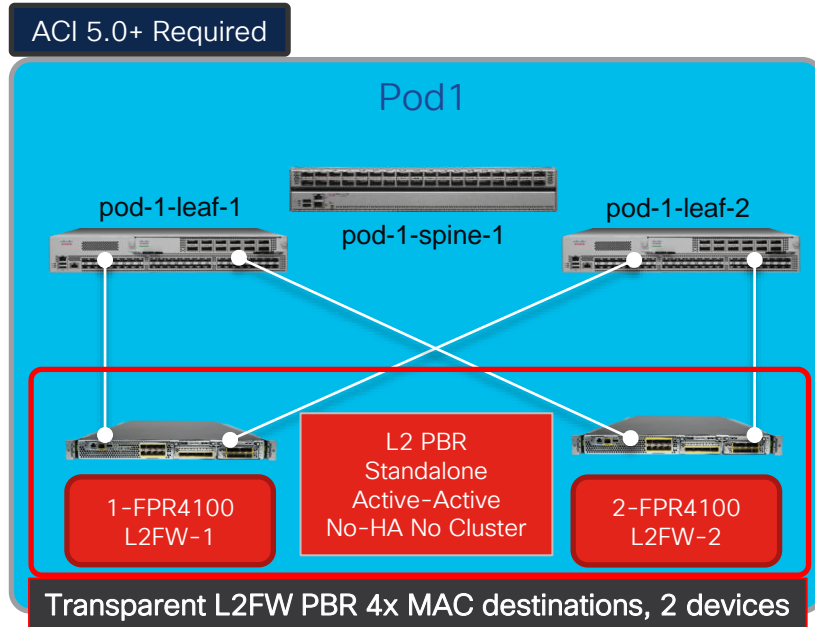 ACI 5.0+ Required
Pod1
pod-1-leaf-1
pod-1-leaf-2
pod-1-spine-1
L2 PBR
Standalone
Active-Active
No-HA No Cluster
1-FPR4100
L2FW-1
2-FPR4100
L2FW-2
Transparent L2FW PBR 4x MAC destinations, 2 devices